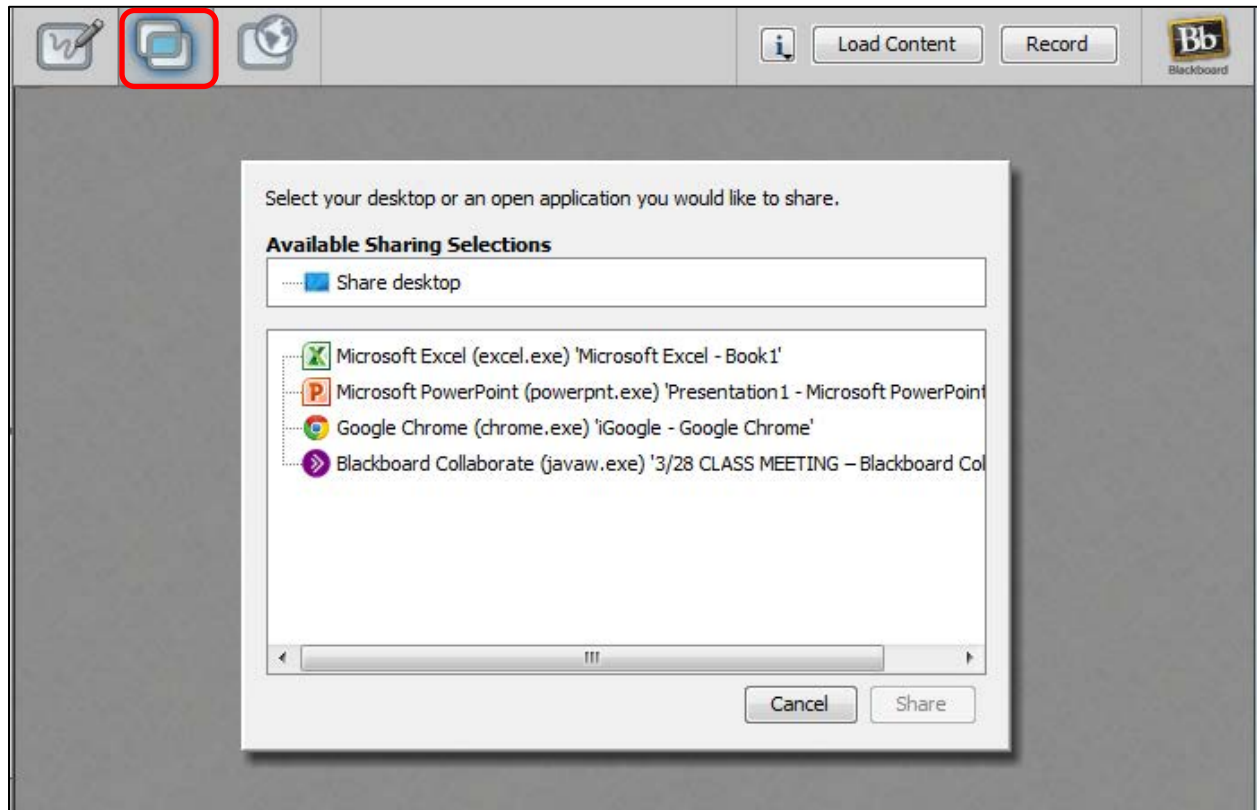 Load Content
Record
Bb
Blackboard
Select your desktop or an open application you would like to share.
Available Sharing Selections
Share desktop
Microsoft Excel (excel.exe) 'Microsoft Excel - Book1'
Microsoft PowerPoint (powerpnt.exe) 'Presentation1 - Microsoft PowerPoint
Google Chrome (chrome.exe) 'iGoogle - Google Chrome'
Blackboard Collaborate (javaw.exe) '3/28 CLASS MEETING – Blackboard Col
Cancel
Share